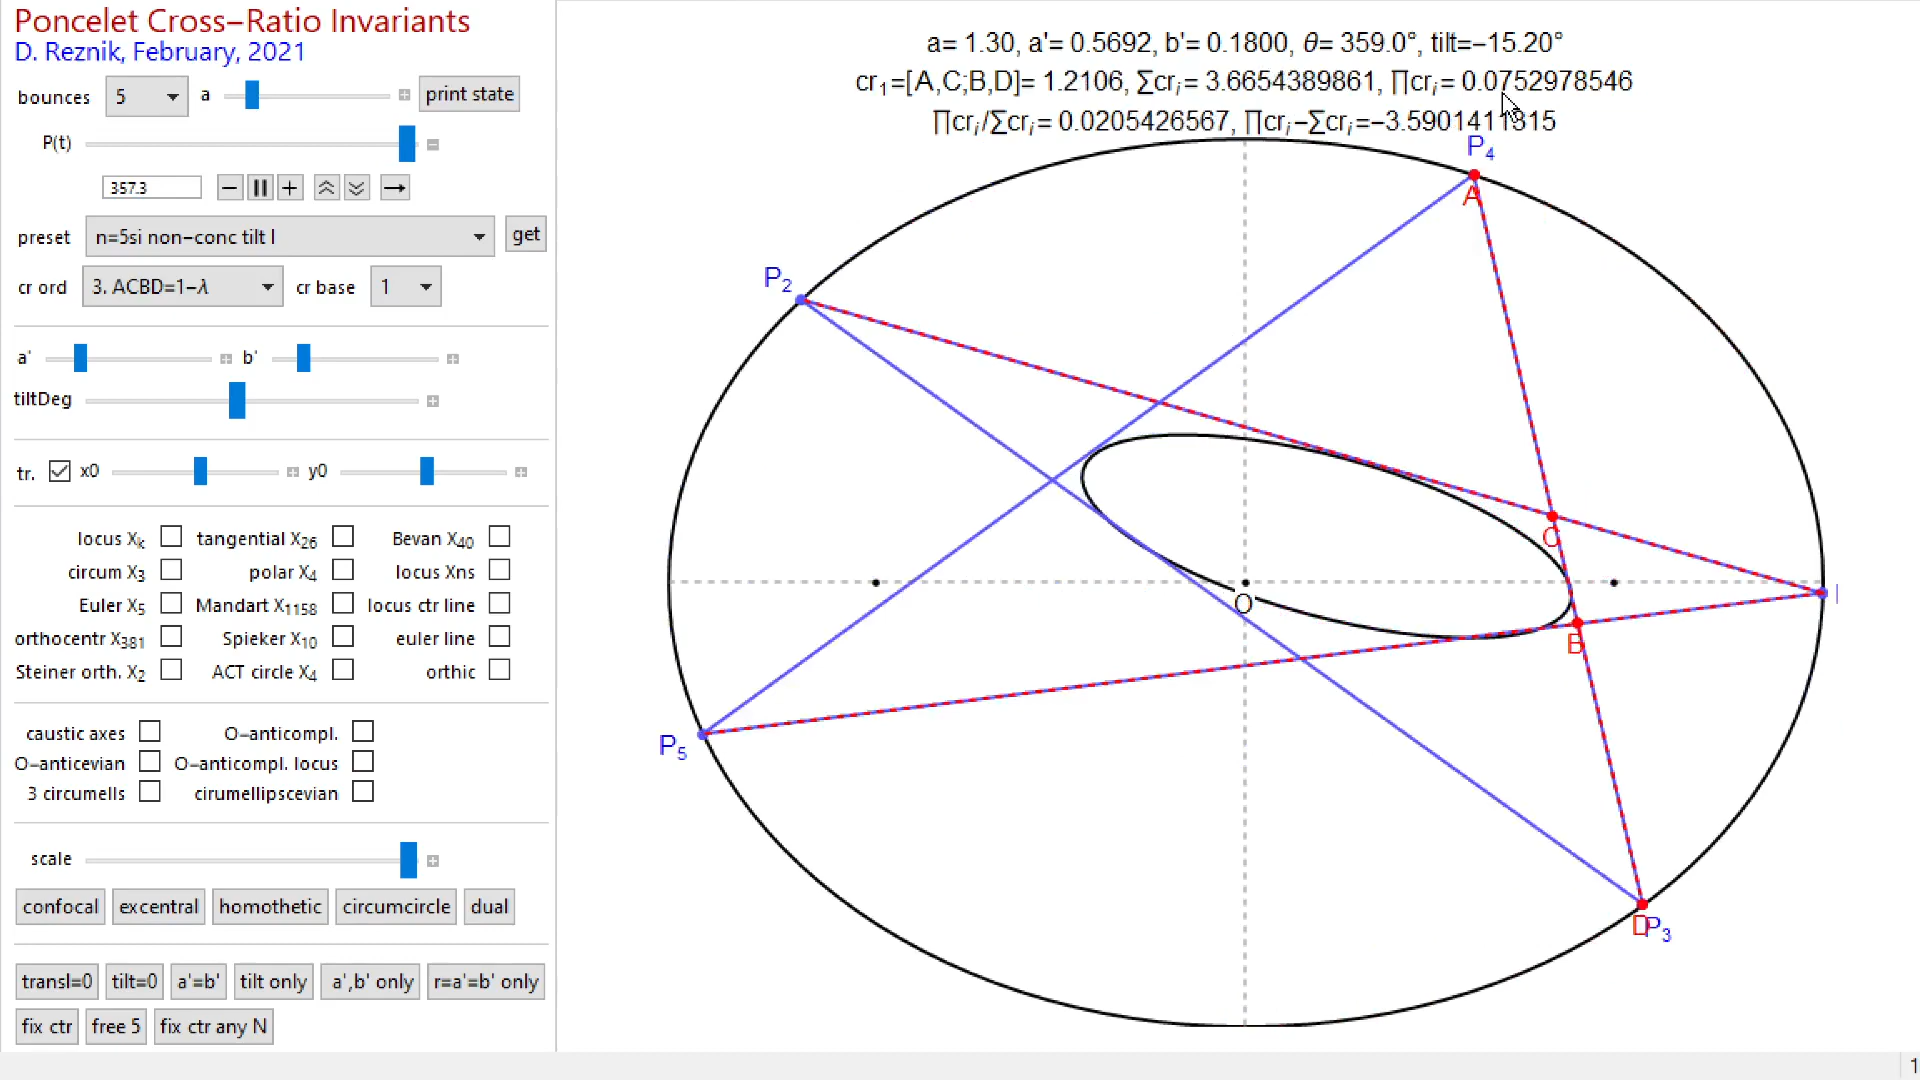 Poncelet Cross–Ratio Invariants
D. Reznik, February, 2021
bounces 5 a print state
P(t)
357.3
preset n=5si non–conc tilt I get
cr ord 3. ACBD=1–λ cr base 1
a' b'
tiltDeg
tr. x0 y0
locus Xk tangential X26 Bevan X40
circum X3 polar X4 locus Xns
Euler X5 Mandart X1158 locus ctr line
orthocentr X381 Spieker X10 euler line
Steiner orth. X2 ACT circle X4 orthic
caustic axes O–anticompl.
O–anticevian O–anticompl. locus
3 circumells cirumellipscevian
scale
confocal excentral homothetic circumcircle dual
transl=0 tilt=0 a'=b' tilt only a',b' only r=a'=b' only
fix ctr free 5 fix ctr any N
a= 1.30, a'= 0.5692, b'= 0.1800, θ= 359.0°, tilt=–15.20°
cr1=[A,C;B,D]= 1.2106, ∑cri= 3.6654389861, ∏cri= 0.0752978546
∏cri/∑cri= 0.0205426567, ∏cri–∑cri=–3.5901411315
P4
A
P2
C
O
B
P5
D P3
1